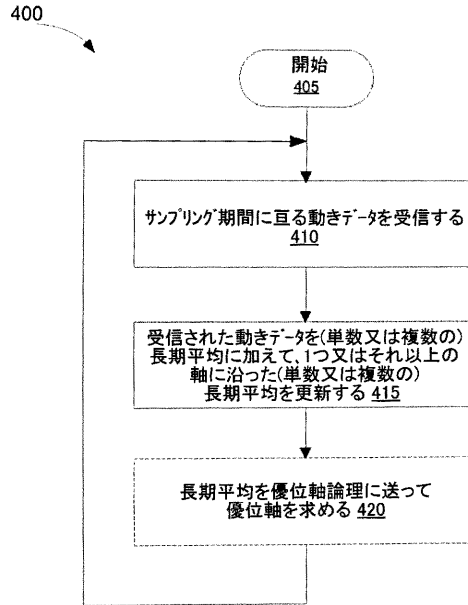 400
開始
405
サンプリング期間に亘る動きデータを受信する
410
受信された動きデータを(単数又は複数の)
長期平均に加えて、1つ又はそれ以上の
軸に沿った(単数又は複数の)
長期平均を更新する 415
長期平均を優位軸論理に送って
優位軸を求める 420